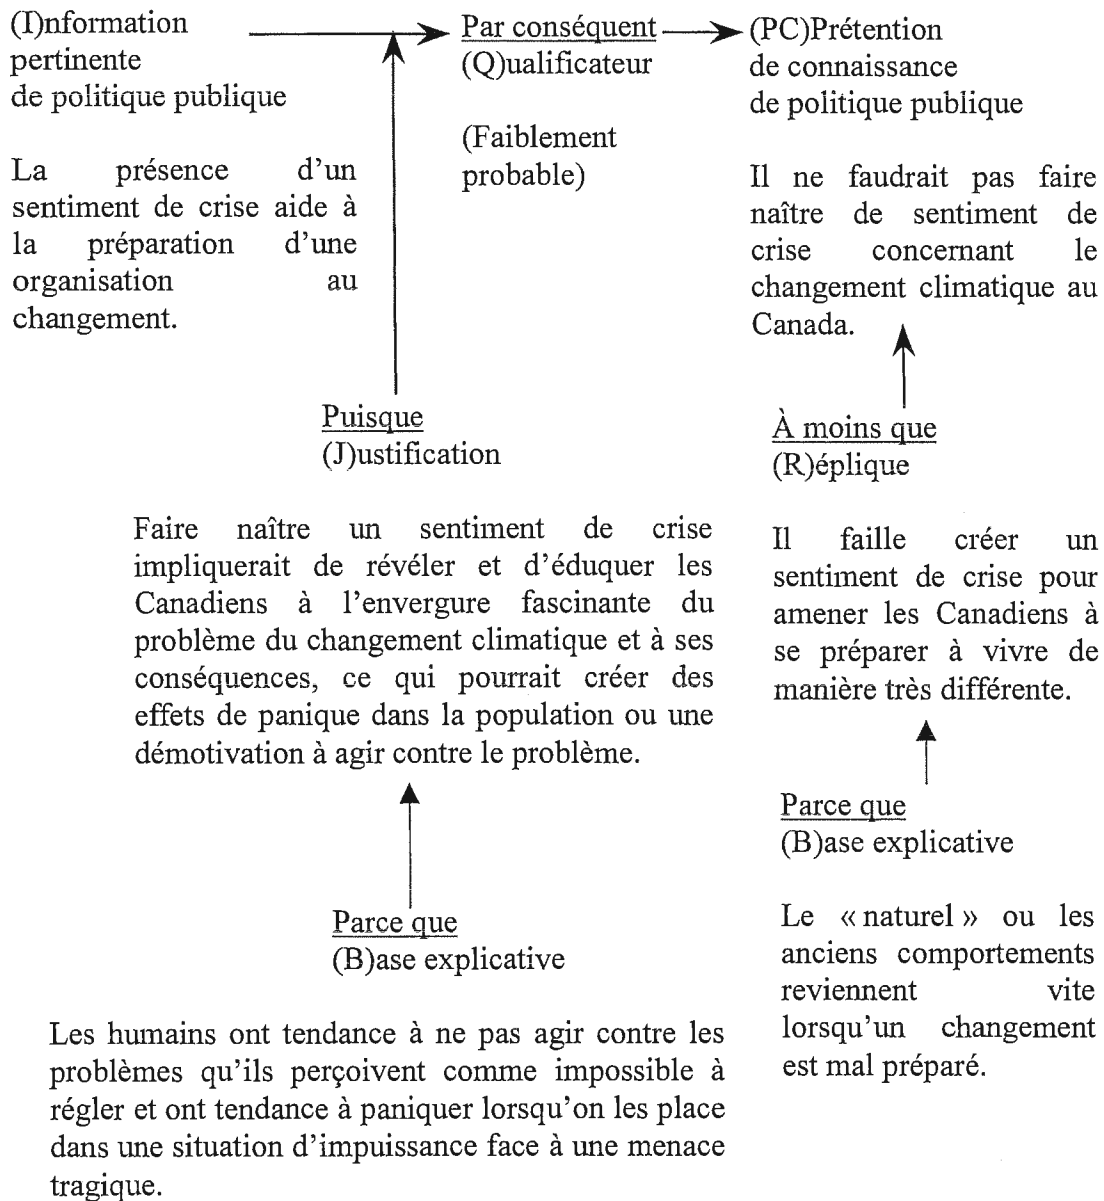 (I)nformation
pertinente
de politique publique
La présence d'un
sentiment de crise aide à
la préparation d'une
organisation au
changement.
Par conséquent
(Q)ualificateur
(Faiblement
probable)
(PC)Prétention
de connaissance
de politique publique
Il ne faudrait pas faire
naître de sentiment de
crise concernant le
changement climatique au
Canada.
Puisque
(J)ustification
Faire naître un sentiment de crise
impliquerait de révéler et d'éduquer les
Canadiens à l'envergure fascinante du
problème du changement climatique et à ses
conséquences, ce qui pourrait créer des
effets de panique dans la population ou une
démotivation à agir contre le problème.
Parce que
(B)ase explicative
Les humains ont tendance à ne pas agir contre les
problèmes qu'ils perçoivent comme impossible à
régler et ont tendance à paniquer lorsqu'on les place
dans une situation d'impuissance face à une menace
tragique.
À moins que
(R)éplique
Il faille créer un
sentiment de crise pour
amener les Canadiens à
se préparer à vivre de
manière très différente.
Parce que
(B)ase explicative
Le « naturel » ou les
anciens comportements
reviennent vite
lorsqu'un changement
est mal préparé.